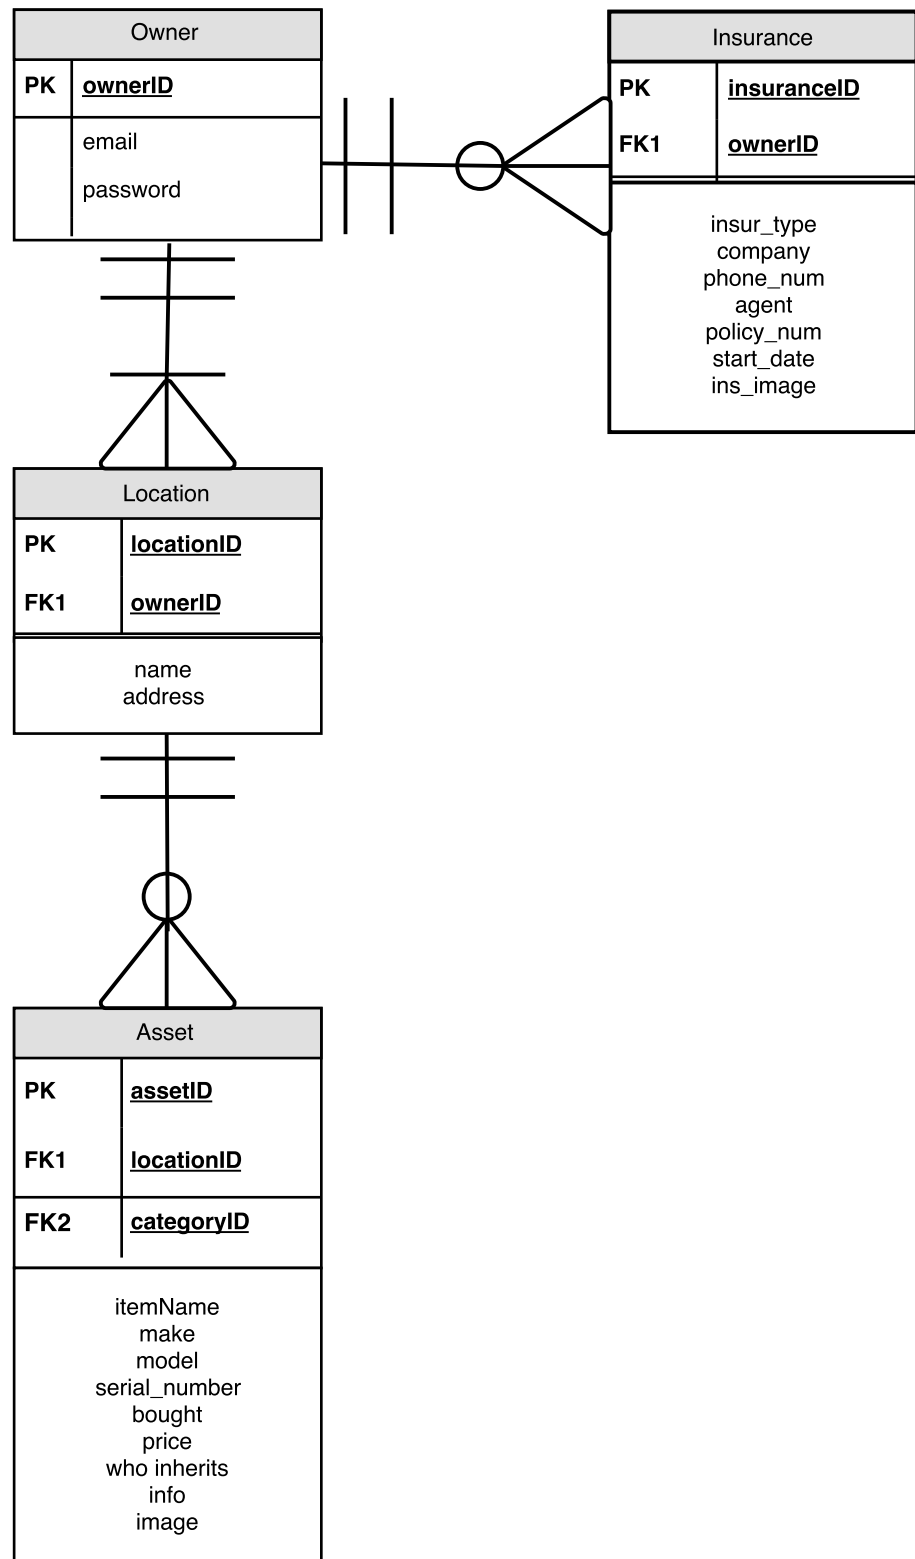 Owner
PK ownerID
email
password
Insurance
PK insuranceID
FK1 ownerID
insur_type
company
phone_num
agent
policy_num
start_date
ins_image
Location
PK locationID
FK1 ownerID
name
address
Asset
PK assetID
FK1 locationID
FK2 categoryID
itemName
make
model
serial_number
bought
price
who inherits
info
image